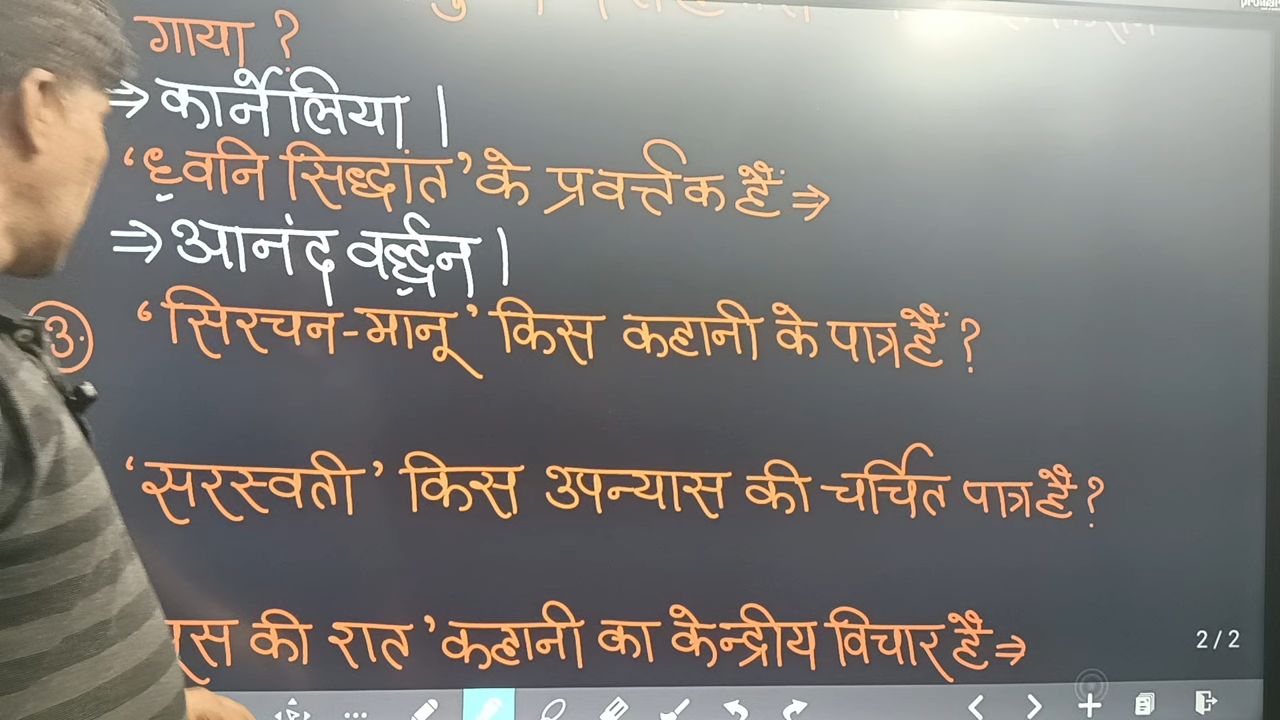 गाया ?
⇒ कार्नेलिया |
‘ध्वनि सिद्धांत’ के प्रवर्त्तक हैं ⇒
⇒ आनंद वर्द्धन |
③ ‘सिरचन-मानू’ किस कहानी के पात्र हैं ?
‘सरस्वती’ किस उपन्यास की चर्चित पात्र है ?
की रात’ कहानी का केन्द्रीय विचार है ⇒
2/2